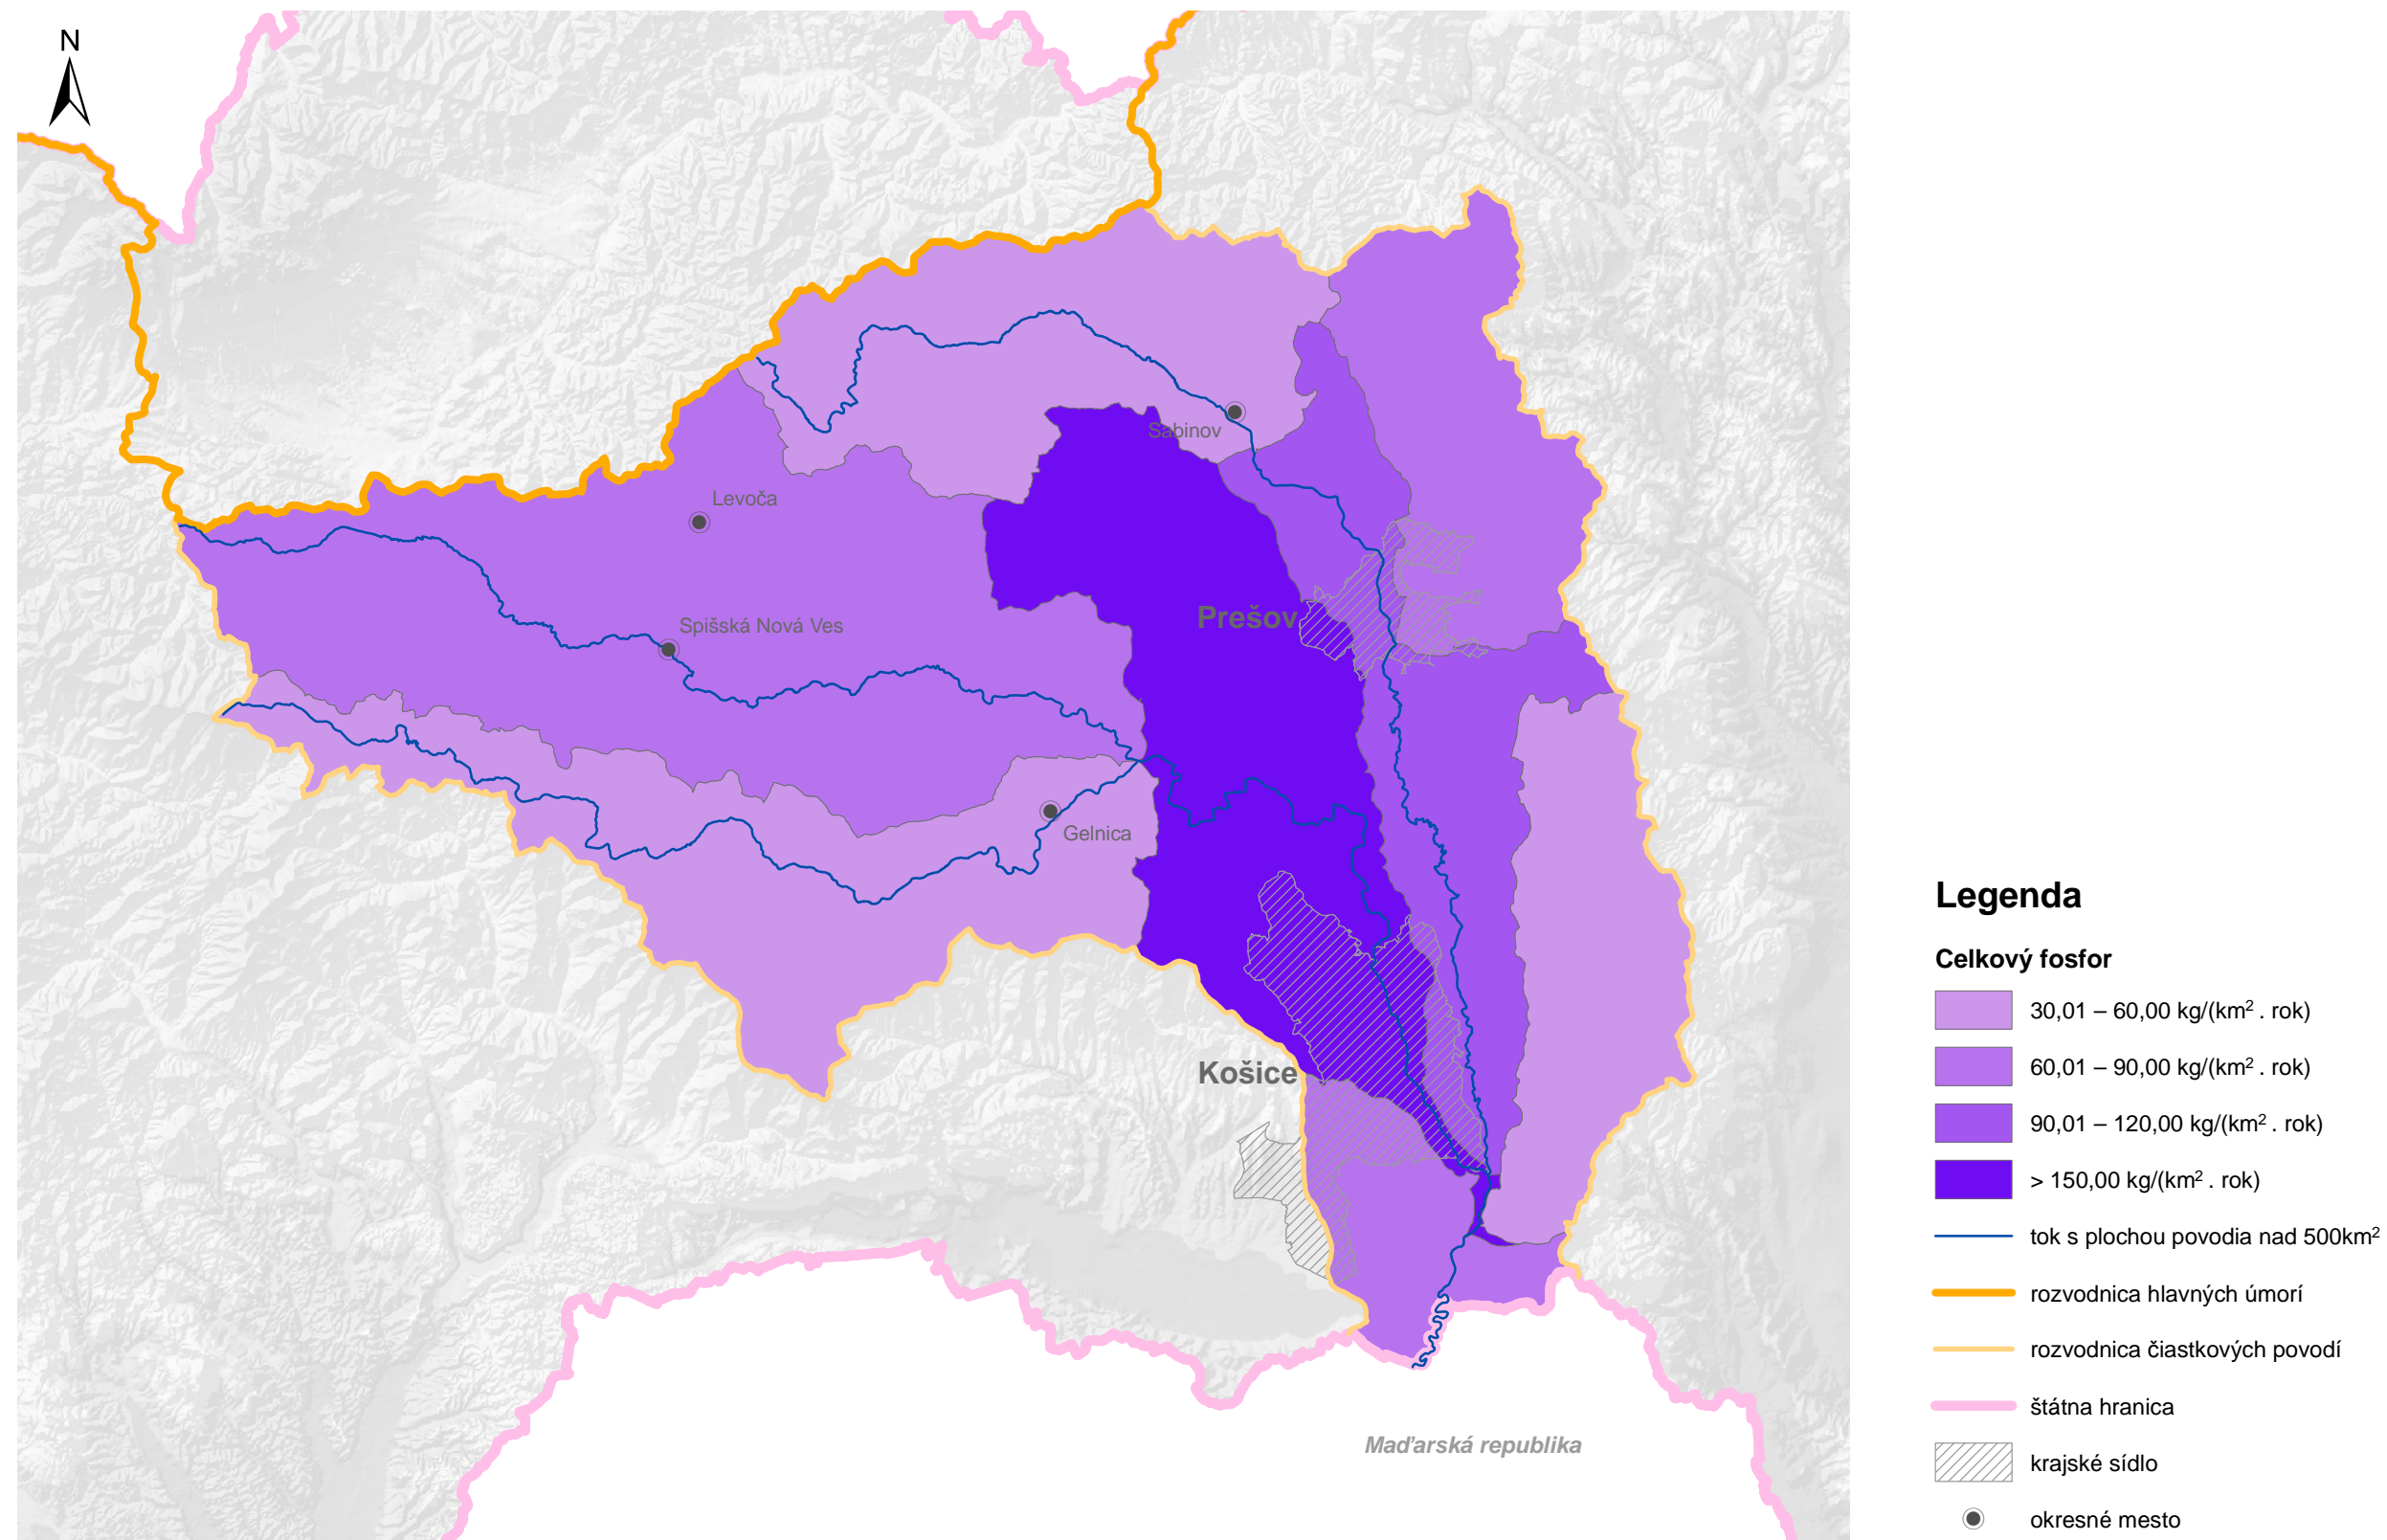 N
Sabinov
Levoča
Prešov
Spišská Nová Ves
Gelnica
Košice
Maďarská republika
Legenda
Celkový fosfor
30,01 – 60,00 kg/(km² . rok)
60,01 – 90,00 kg/(km² . rok)
90,01 – 120,00 kg/(km² . rok)
> 150,00 kg/(km² . rok)
tok s plochou povodia nad 500km²
rozvodnica hlavných úmorí
rozvodnica čiastkových povodí
štátna hranica
krajské sídlo
okresné mesto